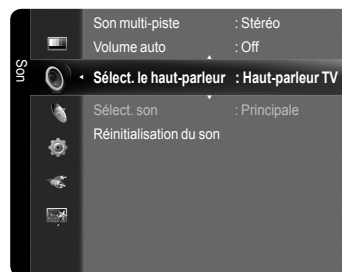 Son
Son multi-piste : Stéréo
Volume auto : Off
Sélect. le haut-parleur : Haut-parleur TV
Sélect. son : Principale
Réinitialisation du son